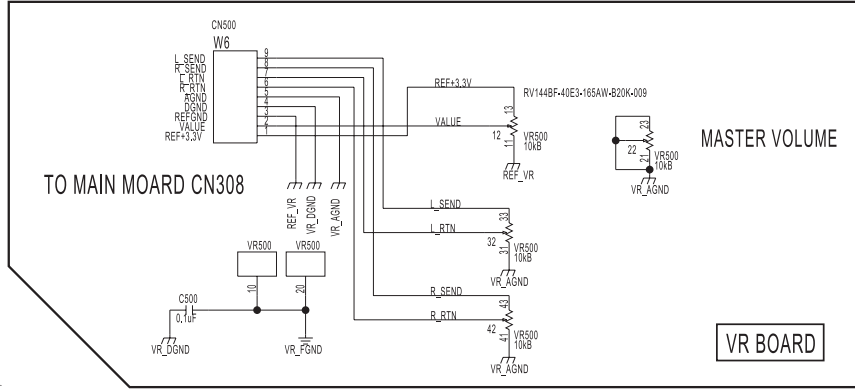 CN500
W6
L_SEND 9
R_SEND 8
L_RTN 7
R_RTN 6
AGND 5
DGND 4
REFGND 3
VALUE 2
REF+3.3V 1
REF+3.3V
RV144BF-40E3-165AW-B20K-009
VALUE
13
12
11
VR500
10kB
REF_VR
23
22
21
VR500
10kB
VR_AGND
MASTER VOLUME
TO MAIN MOARD CN308
REF_VR
VR_DGND
VR_AGND
L_SEND
L_RTN
33
32
31
VR500
10kB
VR_AGND
VR500
VR500
10
20
C500
0.1uF
VR_DGND
VR_FGND
R_SEND
R_RTN
43
42
41
VR500
10kB
VR_AGND
VR BOARD